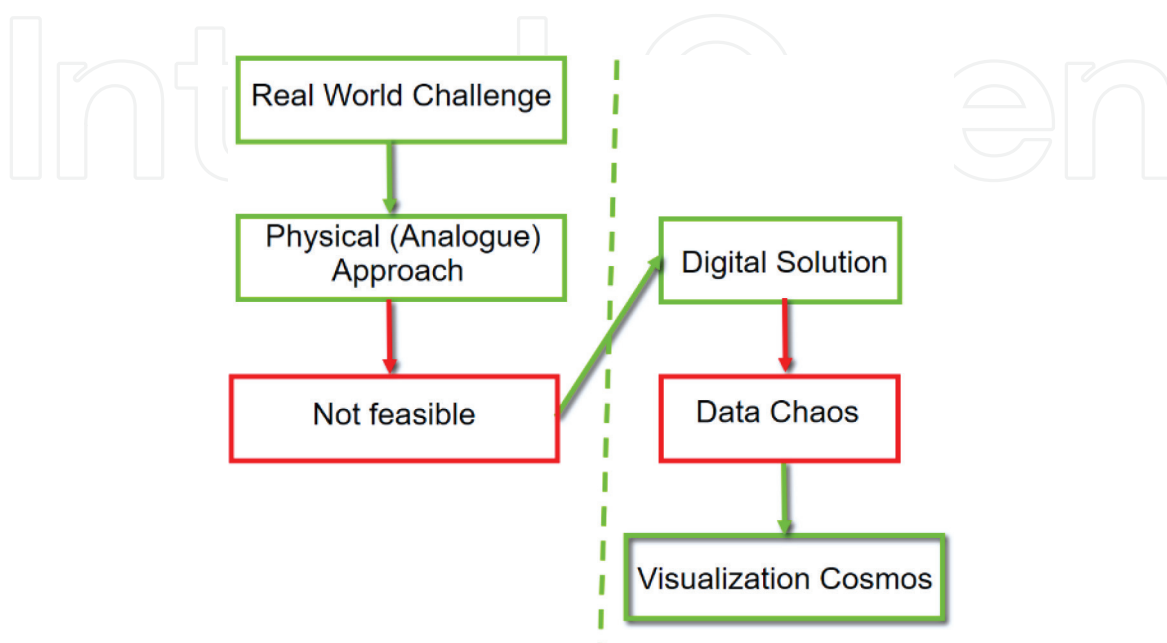 Real World Challenge
Physical (Analogue)
Approach
Not feasible
Digital Solution
Data Chaos
Visualization Cosmos